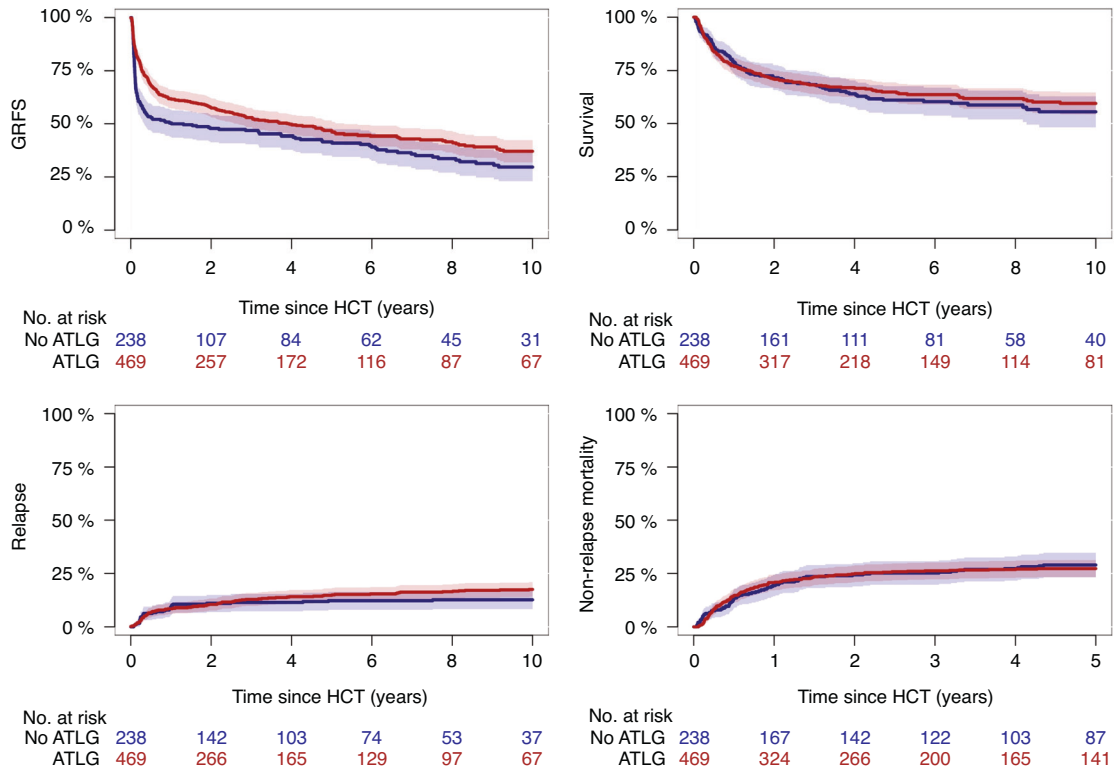 100 %
75 %
50 %
25 %
0 %
GRFS
0 2 4 6 8 10
Time since HCT (years)
No. at risk
No ATLG 238 107 84 62 45 31
ATLG 469 257 172 116 87 67
100 %
75 %
50 %
25 %
0 %
Survival
0 2 4 6 8 10
Time since HCT (years)
No. at risk
No ATLG 238 161 111 81 58 40
ATLG 469 317 218 149 114 81
100 %
75 %
50 %
25 %
0 %
Relapse
0 2 4 6 8 10
Time since HCT (years)
No. at risk
No ATLG 238 142 103 74 53 37
ATLG 469 266 165 129 97 67
100 %
75 %
50 %
25 %
0 %
Non-relapse mortality
0 1 2 3 4 5
Time since HCT (years)
No. at risk
No ATLG 238 167 142 122 103 87
ATLG 469 324 266 200 165 141